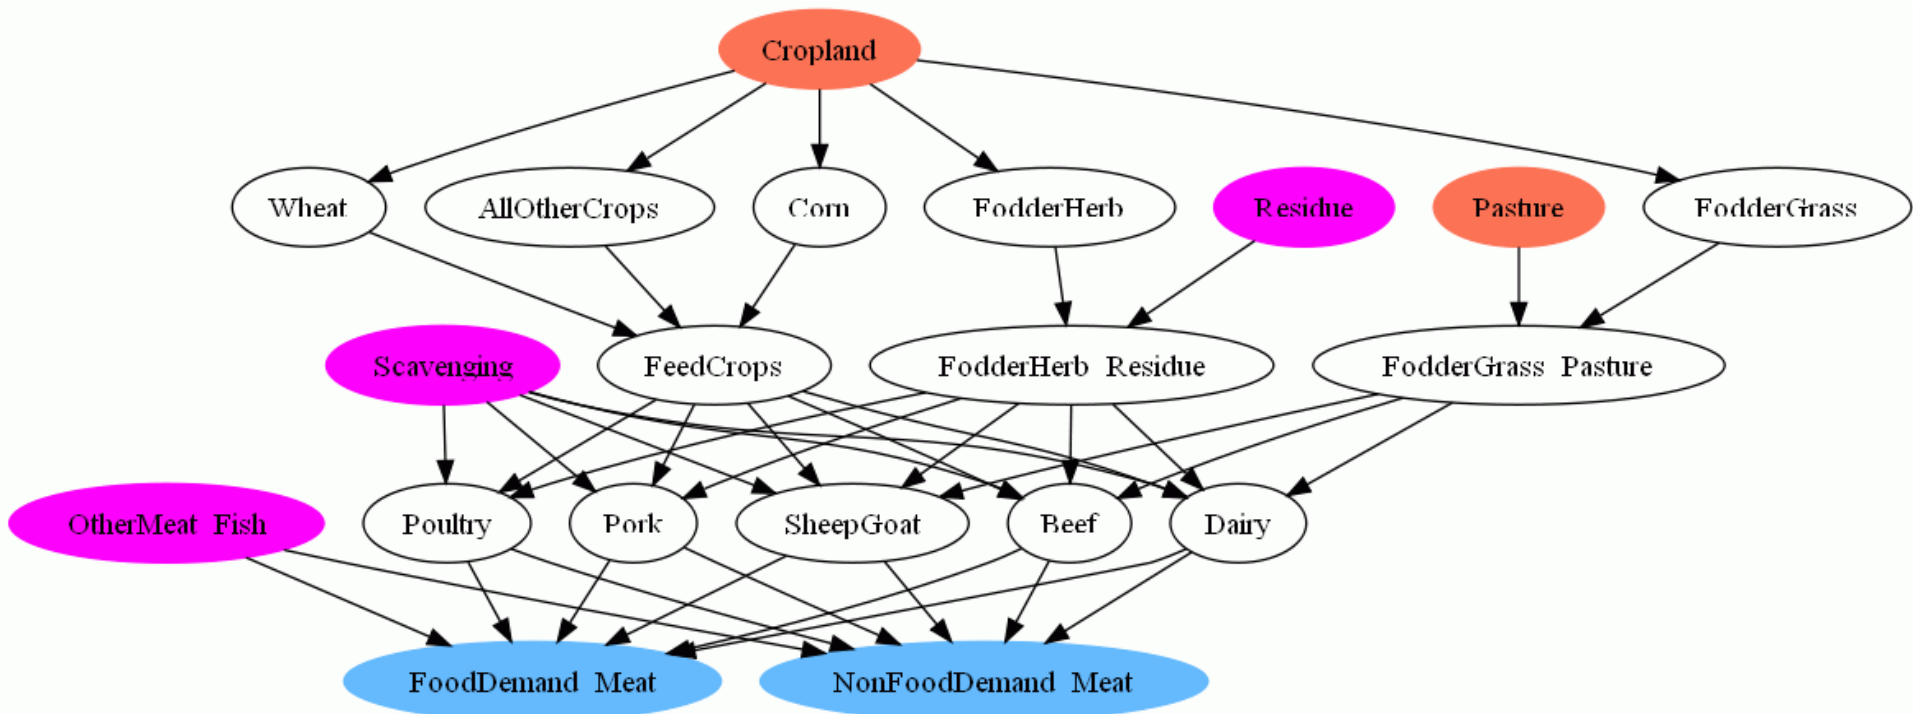 Cropland
Wheat
AllOtherCrops
Corn
FodderHerb
Residue
Pasture
FodderGrass
Scavenging
FeedCrops
FodderHerb Residue
FodderGrass Pasture
OtherMeat Fish
Poultry
Pork
SheepGoat
Beef
Dairy
FoodDemand Meat
NonFoodDemand Meat